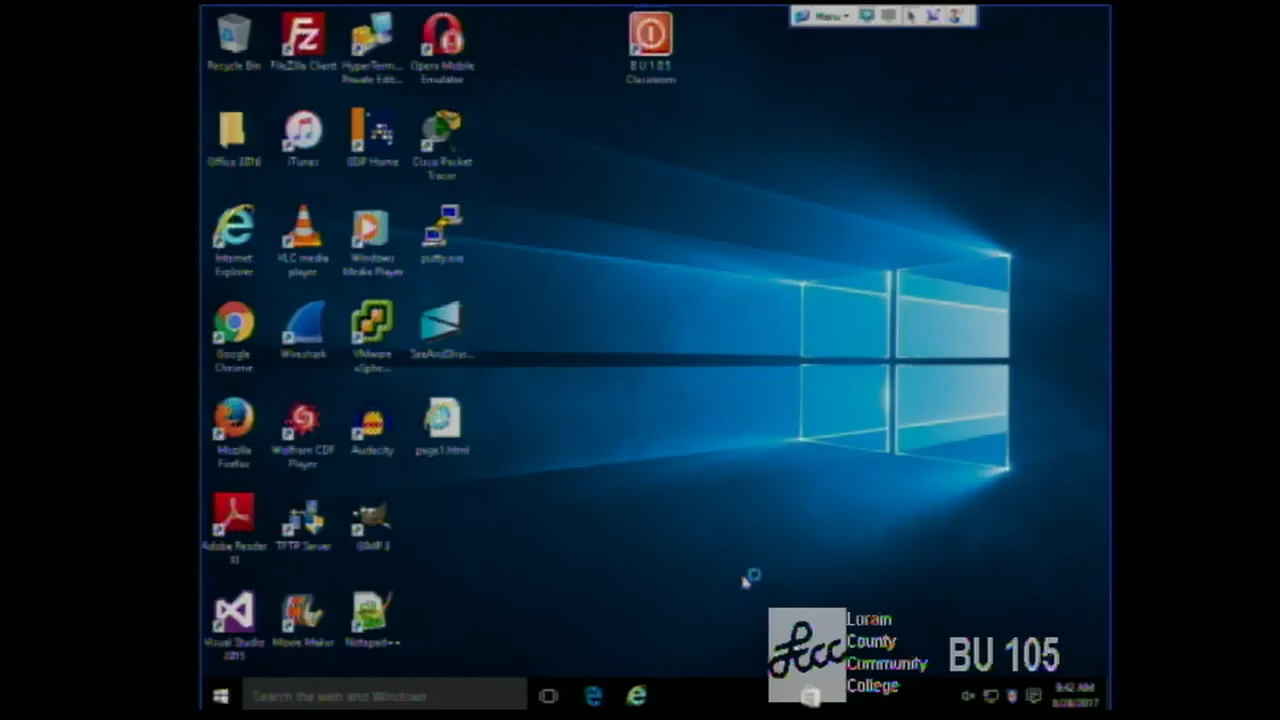 Menu
Recycle Bin
FileZilla Client
HyperTerm...
Private Edit...
Opera Mobile
Emulator
BU105
Classroom
Office 2016
iTunes
Cisco Packet
Tracer
Internet
Explorer
VLC media
player
Windows
Media Player
putty.exe
Google
Chrome
Wireshark
VMware
vSphe...
SeeAndShar...
Mozilla
Firefox
Wolfram CDF
Player
Audacity
page1.html
Adobe Reader
XI
TFTP Server
GIMP 2
Visual Studio
2015
Movie Maker
Notepad++
lccc
Lorain
County
Community
College
BU 105
Search the web and Windows
9:42 AM
8/28/2017